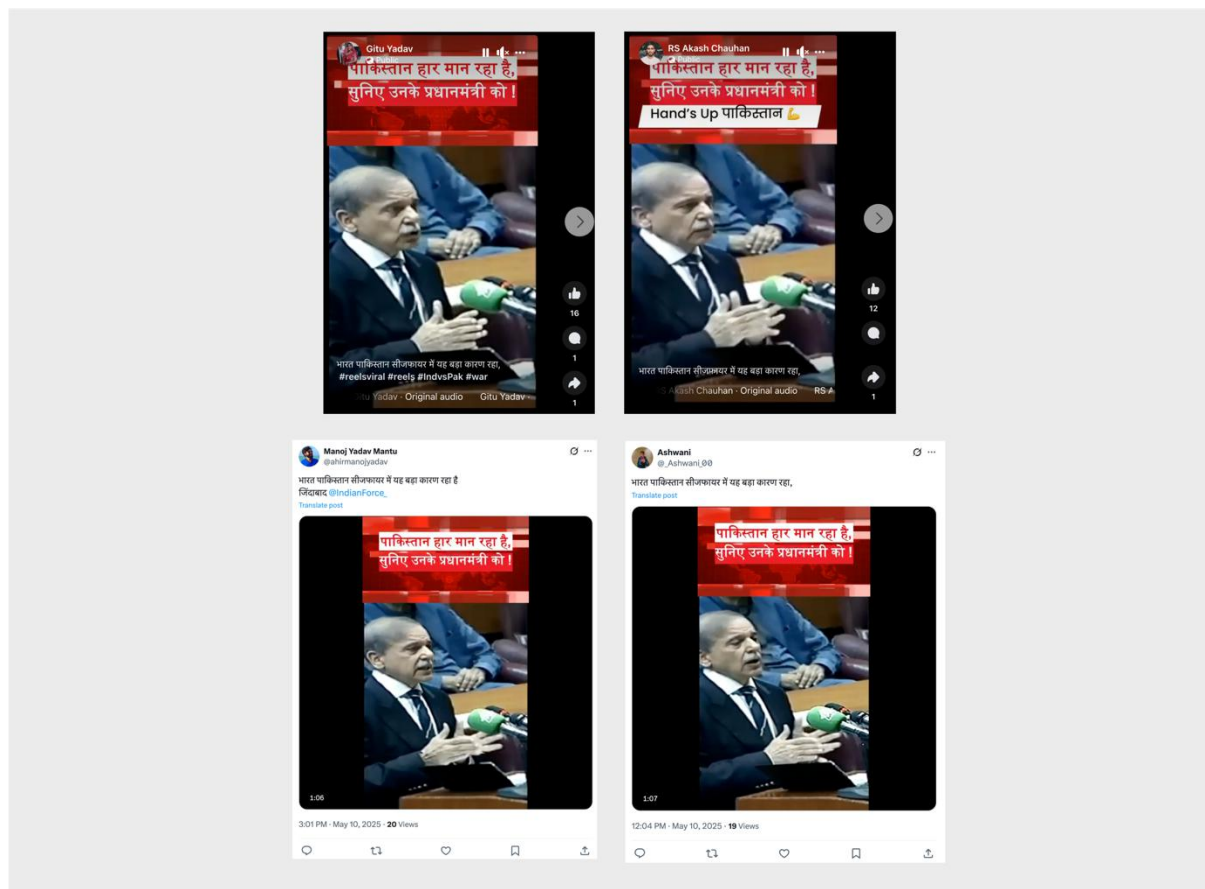 Gitu Yadav
Public
पाकिस्तान हार मान रहा है,
सुनिए उनके प्रधानमंत्री को !
16
1
1
भारत पाकिस्तान सीजफायर में यह बड़ा कारण रहा,
#reelsviral #reels #IndvsPak #war
Yadav · Original audio Gitu Yadav ·
RS Akash Chauhan
Public
पाकिस्तान हार मान रहा है,
सुनिए उनके प्रधानमंत्री को !
Hand's Up पाकिस्तान 💪
12
1
भारत पाकिस्तान सीजफायर में यह बड़ा कारण रहा,
RS Akash Chauhan · Original audio RS A
Manoj Yadav Mantu
@ahirmanojyadav
भारत पाकिस्तान सीजफायर में यह बड़ा कारण रहा है
जिंदाबाद @IndianForce_
Translate post
पाकिस्तान हार मान रहा है,
सुनिए उनके प्रधानमंत्री को !
1:06
3:01 PM · May 10, 2025 · 20 Views
Ashwani
@_Ashwani_00
भारत पाकिस्तान सीजफायर में यह बड़ा कारण रहा,
Translate post
पाकिस्तान हार मान रहा है,
सुनिए उनके प्रधानमंत्री को !
1:07
12:04 PM · May 10, 2025 · 19 Views